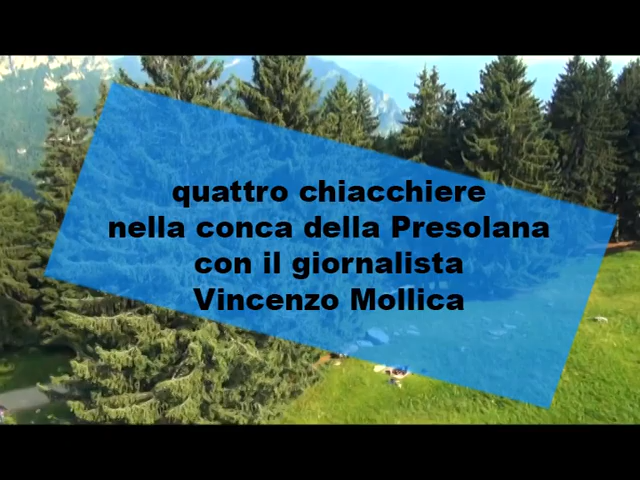 quattro chiacchiere
nella conca della Presolana
con il giornalista
Vincenzo Mollica